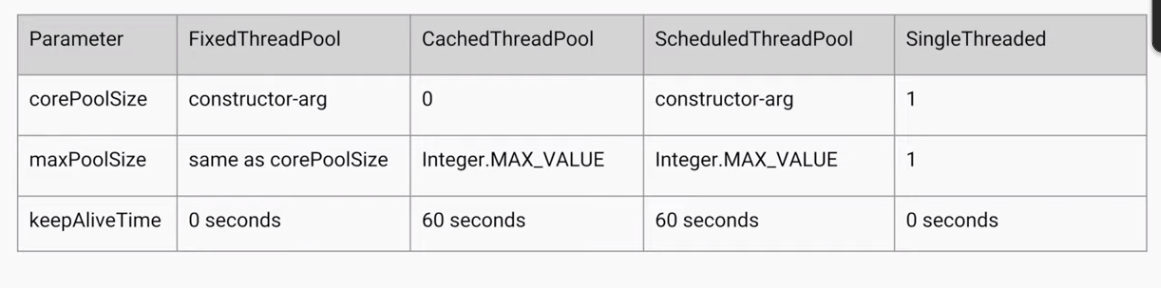 Parameter FixedThreadPool CachedThreadPool ScheduledThreadPool SingleThreaded
corePoolSize constructor-arg 0 constructor-arg 1
maxPoolSize same as corePoolSize Integer.MAX_VALUE Integer.MAX_VALUE 1
keepAliveTime 0 seconds 60 seconds 60 seconds 0 seconds